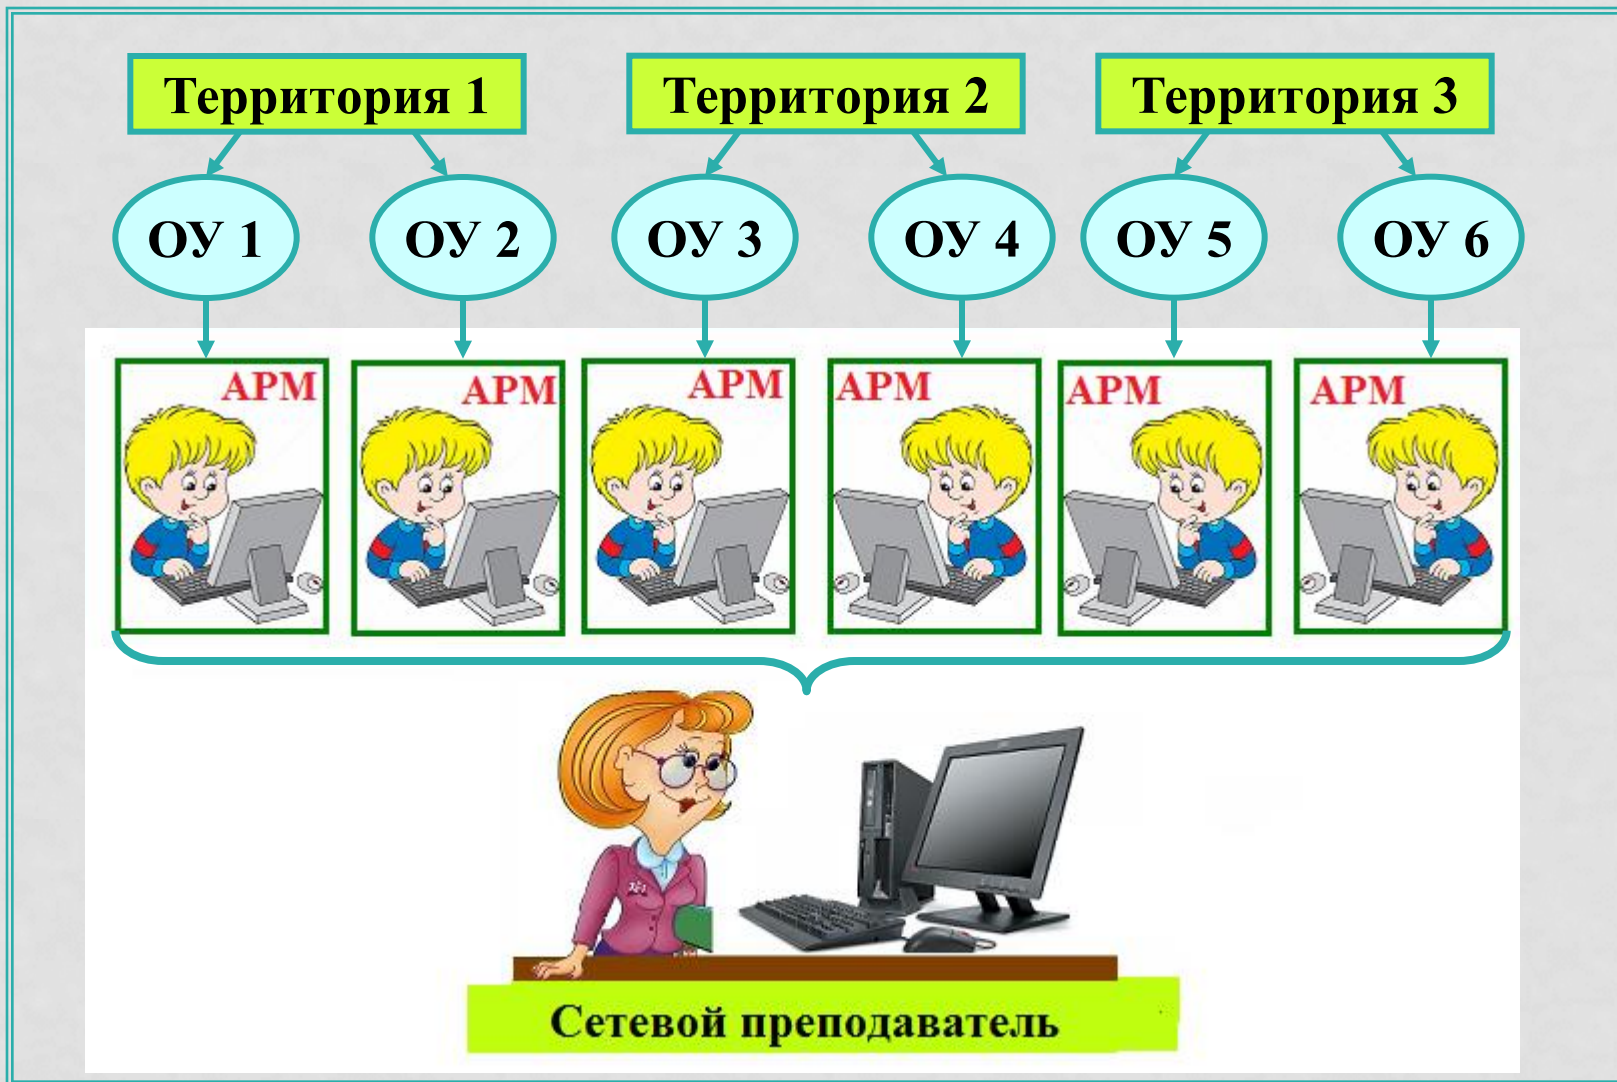 Территория 1
Территория 2
Территория 3
ОУ 1
ОУ 2
ОУ 3
ОУ 4
ОУ 5
ОУ 6
АРМ
АРМ
АРМ
АРМ
АРМ
АРМ
Сетевой преподаватель